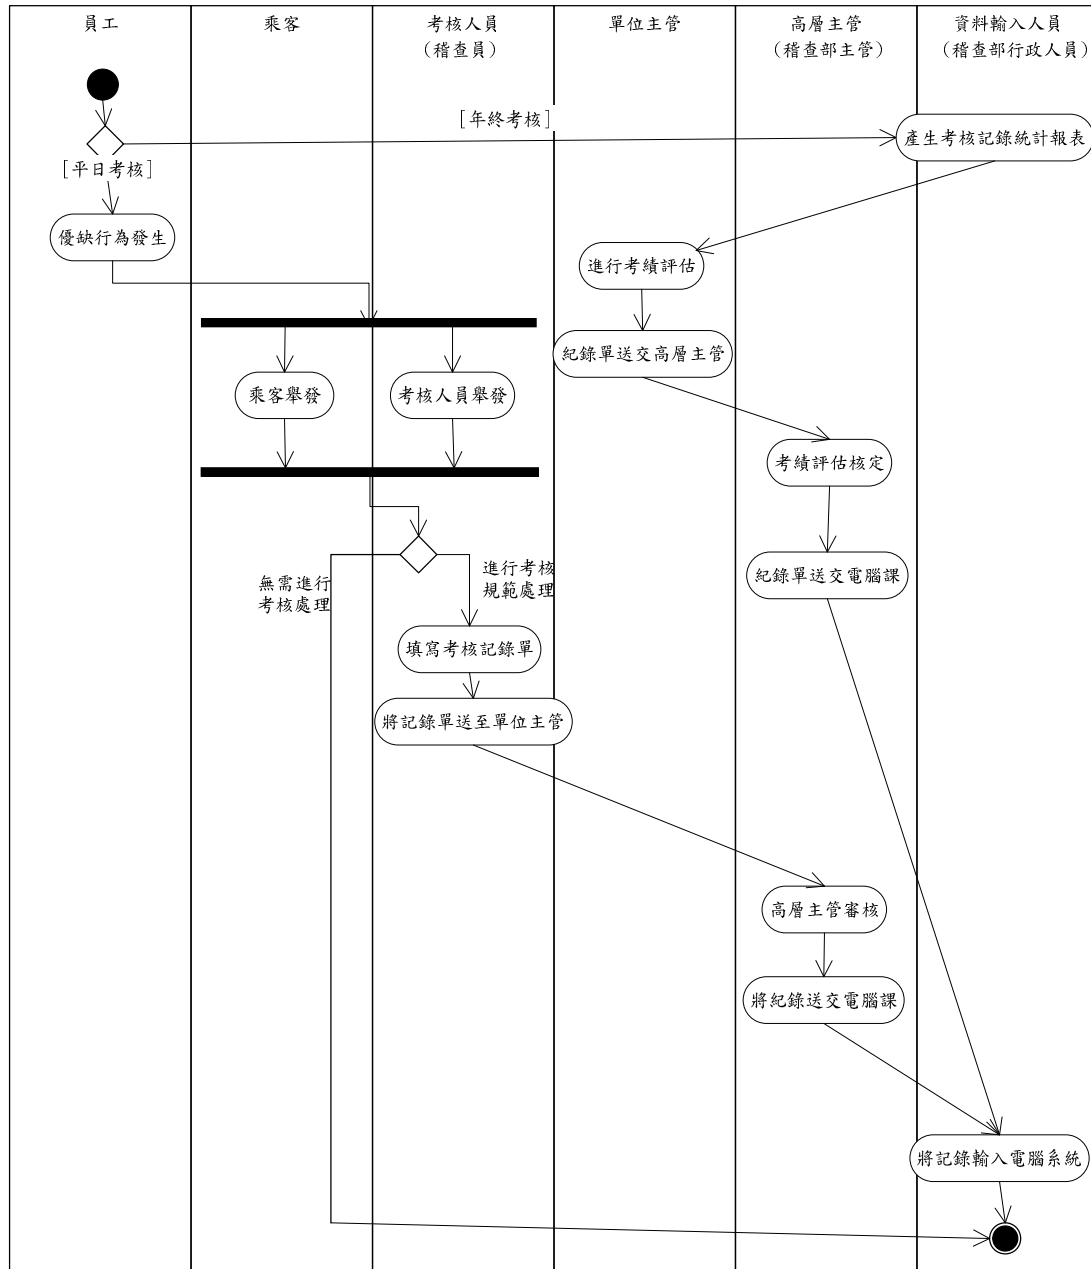 員工
乘客
考核人員
（稽查員）
單位主管
高層主管
（稽查部主管）
資料輸入人員
（稽查部行政人員）
［年終考核］
產生考核記錄統計報表
［平日考核］
優缺行為發生
進行考績評估
紀錄單送交高層主管
乘客舉發
考核人員舉發
考績評估核定
紀錄單送交電腦課
無需進行
考核處理
進行考核
規範處理
填寫考核記錄單
將記錄單送至單位主管
高層主管審核
將紀錄送交電腦課
將記錄輸入電腦系統